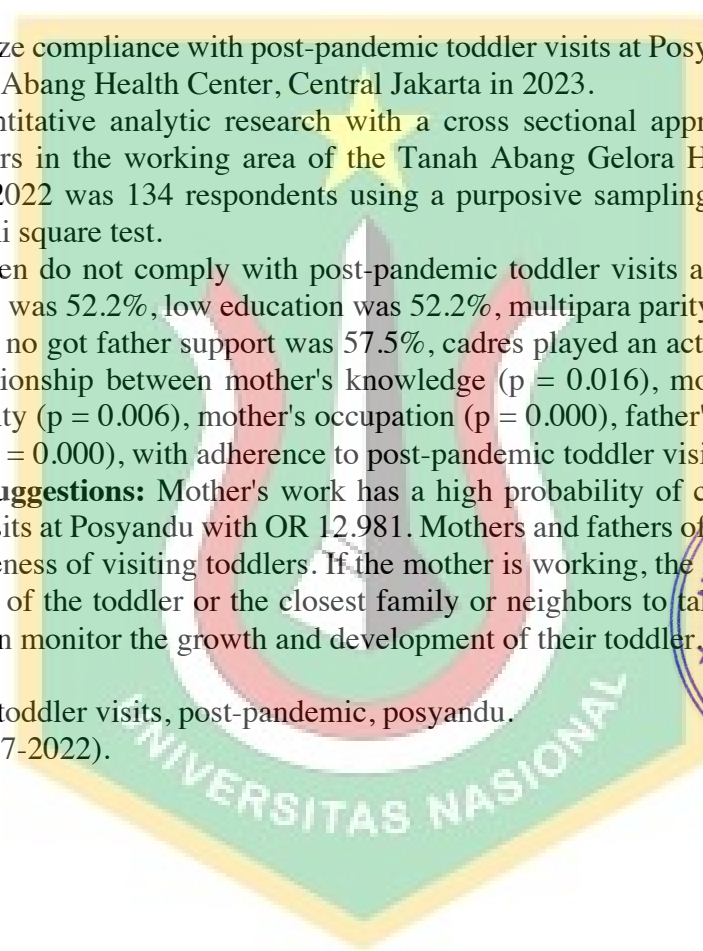 ze compliance with post-pandemic toddler visits at Posy
Abang Health Center, Central Jakarta in 2023.
ntitative analytic research with a cross sectional appr
rs in the working area of the Tanah Abang Gelora H
2022 was 134 respondents using a purposive sampling
i square test.
en do not comply with post-pandemic toddler visits a
was 52.2%, low education was 52.2%, multipara parity
no got father support was 57.5%, cadres played an act
ionship between mother's knowledge (p = 0.016), mo
ity (p = 0.006), mother's occupation (p = 0.000), father's
= 0.000), with adherence to post-pandemic toddler visi
uggestions: Mother's work has a high probability of c
sits at Posyandu with OR 12.981. Mothers and fathers of
eness of visiting toddlers. If the mother is working, the
of the toddler or the closest family or neighbors to tal
n monitor the growth and development of their toddler.
toddler visits, post-pandemic, posyandu.
7-2022).
UNIVERSITAS NASIONAL